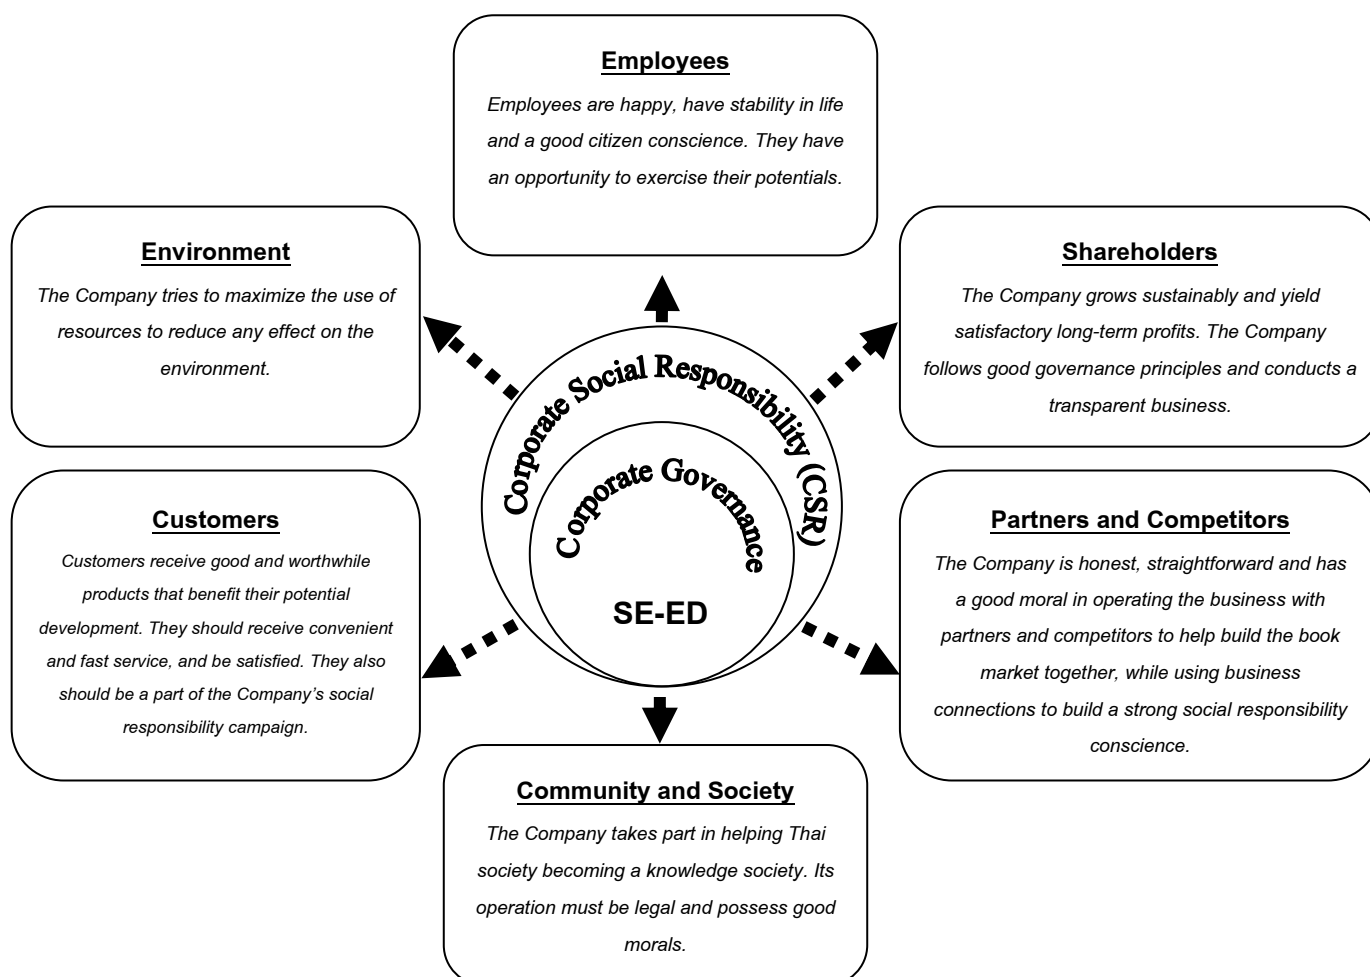 Employees
Employees are happy, have stability in life
and a good citizen conscience. They have
an opportunity to exercise their potentials.
Environment
The Company tries to maximize the use of
resources to reduce any effect on the
environment.
Shareholders
The Company grows sustainably and yield
satisfactory long-term profits. The Company
follows good governance principles and conducts a
transparent business.
Corporate Social Responsibility (CSR)
Corporate Governance
SE-ED
Customers
Customers receive good and worthwhile
products that benefit their potential
development. They should receive convenient
and fast service, and be satisfied. They also
should be a part of the Company’s social
responsibility campaign.
Partners and Competitors
The Company is honest, straightforward and has
a good moral in operating the business with
partners and competitors to help build the book
market together, while using business
connections to build a strong social responsibility
conscience.
Community and Society
The Company takes part in helping Thai
society becoming a knowledge society. Its
operation must be legal and possess good
morals.